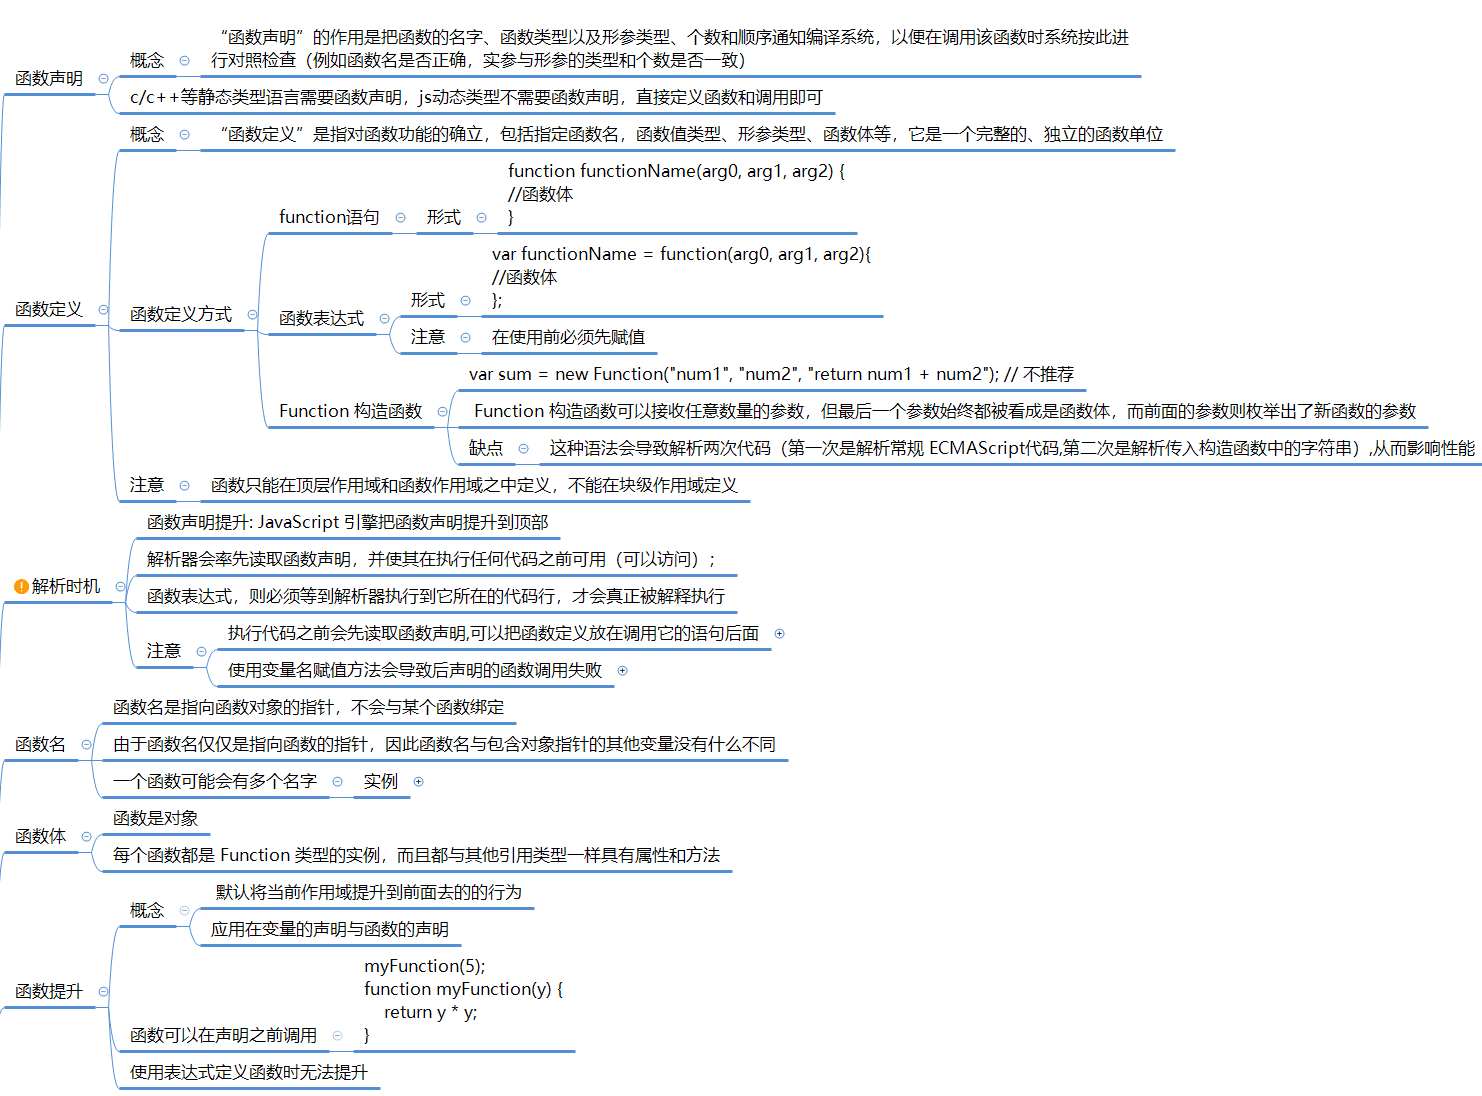 函数声明
概念
“函数声明”的作用是把函数的名字、函数类型以及形参类型、个数和顺序通知编译系统，以便在调用该函数时系统按此进
行对照检查（例如函数名是否正确，实参与形参的类型和个数是否一致）
c/c++等静态类型语言需要函数声明，js动态类型不需要函数声明，直接定义函数和调用即可
函数定义
概念
“函数定义”是指对函数功能的确立，包括指定函数名，函数值类型、形参类型、函数体等，它是一个完整的、独立的函数单位
函数定义方式
function语句
形式
function functionName(arg0, arg1, arg2) {
//函数体
}
函数表达式
形式
var functionName = function(arg0, arg1, arg2){
//函数体
};
注意
在使用前必须先赋值
Function 构造函数
var sum = new Function("num1", "num2", "return num1 + num2"); // 不推荐
Function 构造函数可以接收任意数量的参数，但最后一个参数始终都被看成是函数体，而前面的参数则枚举出了新函数的参数
缺点
这种语法会导致解析两次代码（第一次是解析常规 ECMAScript代码,第二次是解析传入构造函数中的字符串）,从而影响性能
注意
函数只能在顶层作用域和函数作用域之中定义，不能在块级作用域定义
解析时机
函数声明提升: JavaScript 引擎把函数声明提升到顶部
解析器会率先读取函数声明，并使其在执行任何代码之前可用（可以访问）；
函数表达式，则必须等到解析器执行到它所在的代码行，才会真正被解释执行
注意
执行代码之前会先读取函数声明,可以把函数定义放在调用它的语句后面
使用变量名赋值方法会导致后声明的函数调用失败
函数名
函数名是指向函数对象的指针，不会与某个函数绑定
由于函数名仅仅是指向函数的指针，因此函数名与包含对象指针的其他变量没有什么不同
一个函数可能会有多个名字
实例
函数体
函数是对象
每个函数都是 Function 类型的实例，而且都与其他引用类型一样具有属性和方法
函数提升
概念
默认将当前作用域提升到前面去的的行为
应用在变量的声明与函数的声明
函数可以在声明之前调用
myFunction(5);
function myFunction(y) {
return y * y;
}
使用表达式定义函数时无法提升